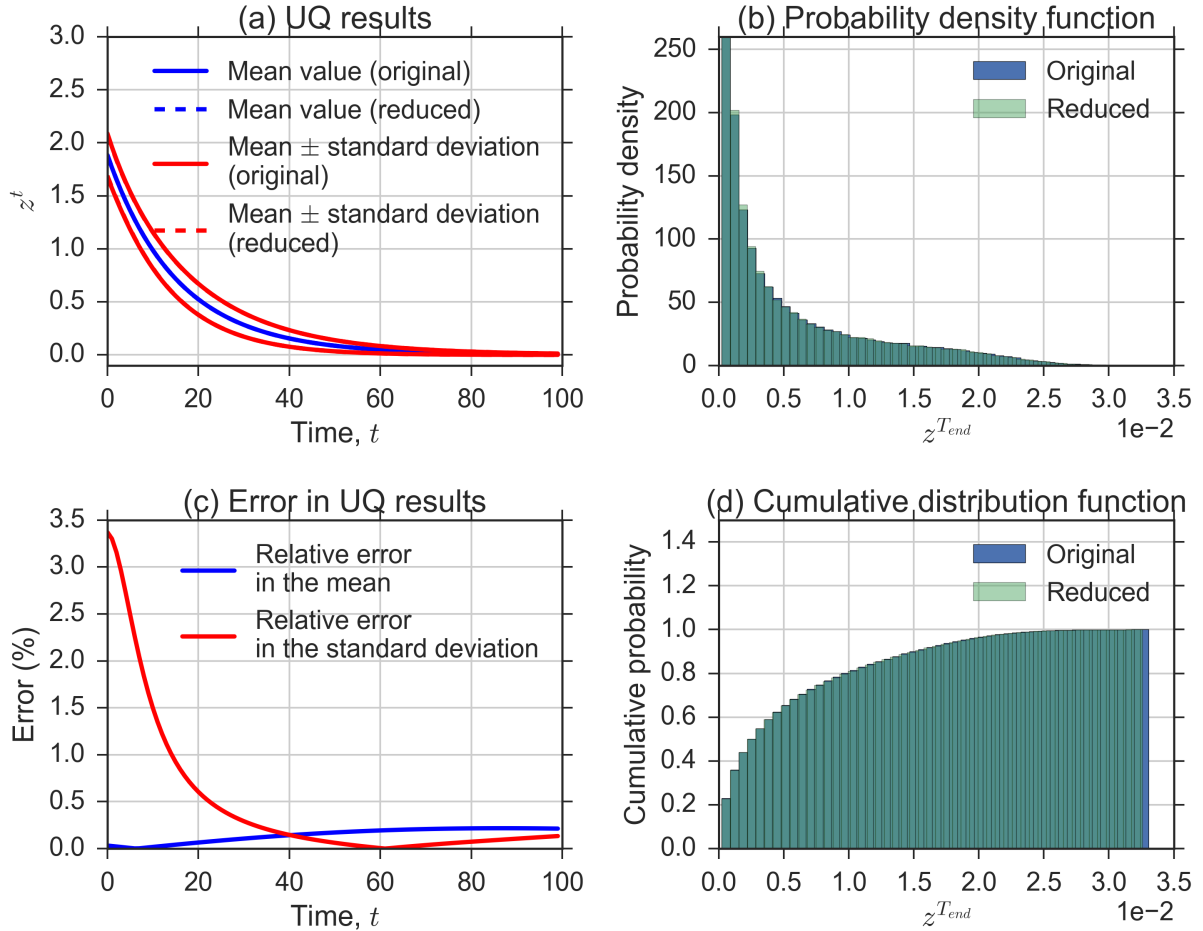 (a) UQ results
3.0
2.5
2.0
1.5
1.0
0.5
0.0
z^t
Mean value (original)
Mean value (reduced)
Mean ± standard deviation
(original)
Mean ± standard deviation
(reduced)
0 20 40 60 80 100
Time, t
(b) Probability density function
250
200
150
100
50
0
Probability density
Original
Reduced
0.0 0.5 1.0 1.5 2.0 2.5 3.0 3.5
1e−2
z^{T_{end}}
(c) Error in UQ results
3.5
3.0
2.5
2.0
1.5
1.0
0.5
0.0
Error (%)
Relative error
in the mean
Relative error
in the standard deviation
0 20 40 60 80 100
Time, t
(d) Cumulative distribution function
1.4
1.2
1.0
0.8
0.6
0.4
0.2
0.0
Cumulative probability
Original
Reduced
0.0 0.5 1.0 1.5 2.0 2.5 3.0 3.5
1e−2
z^{T_{end}}